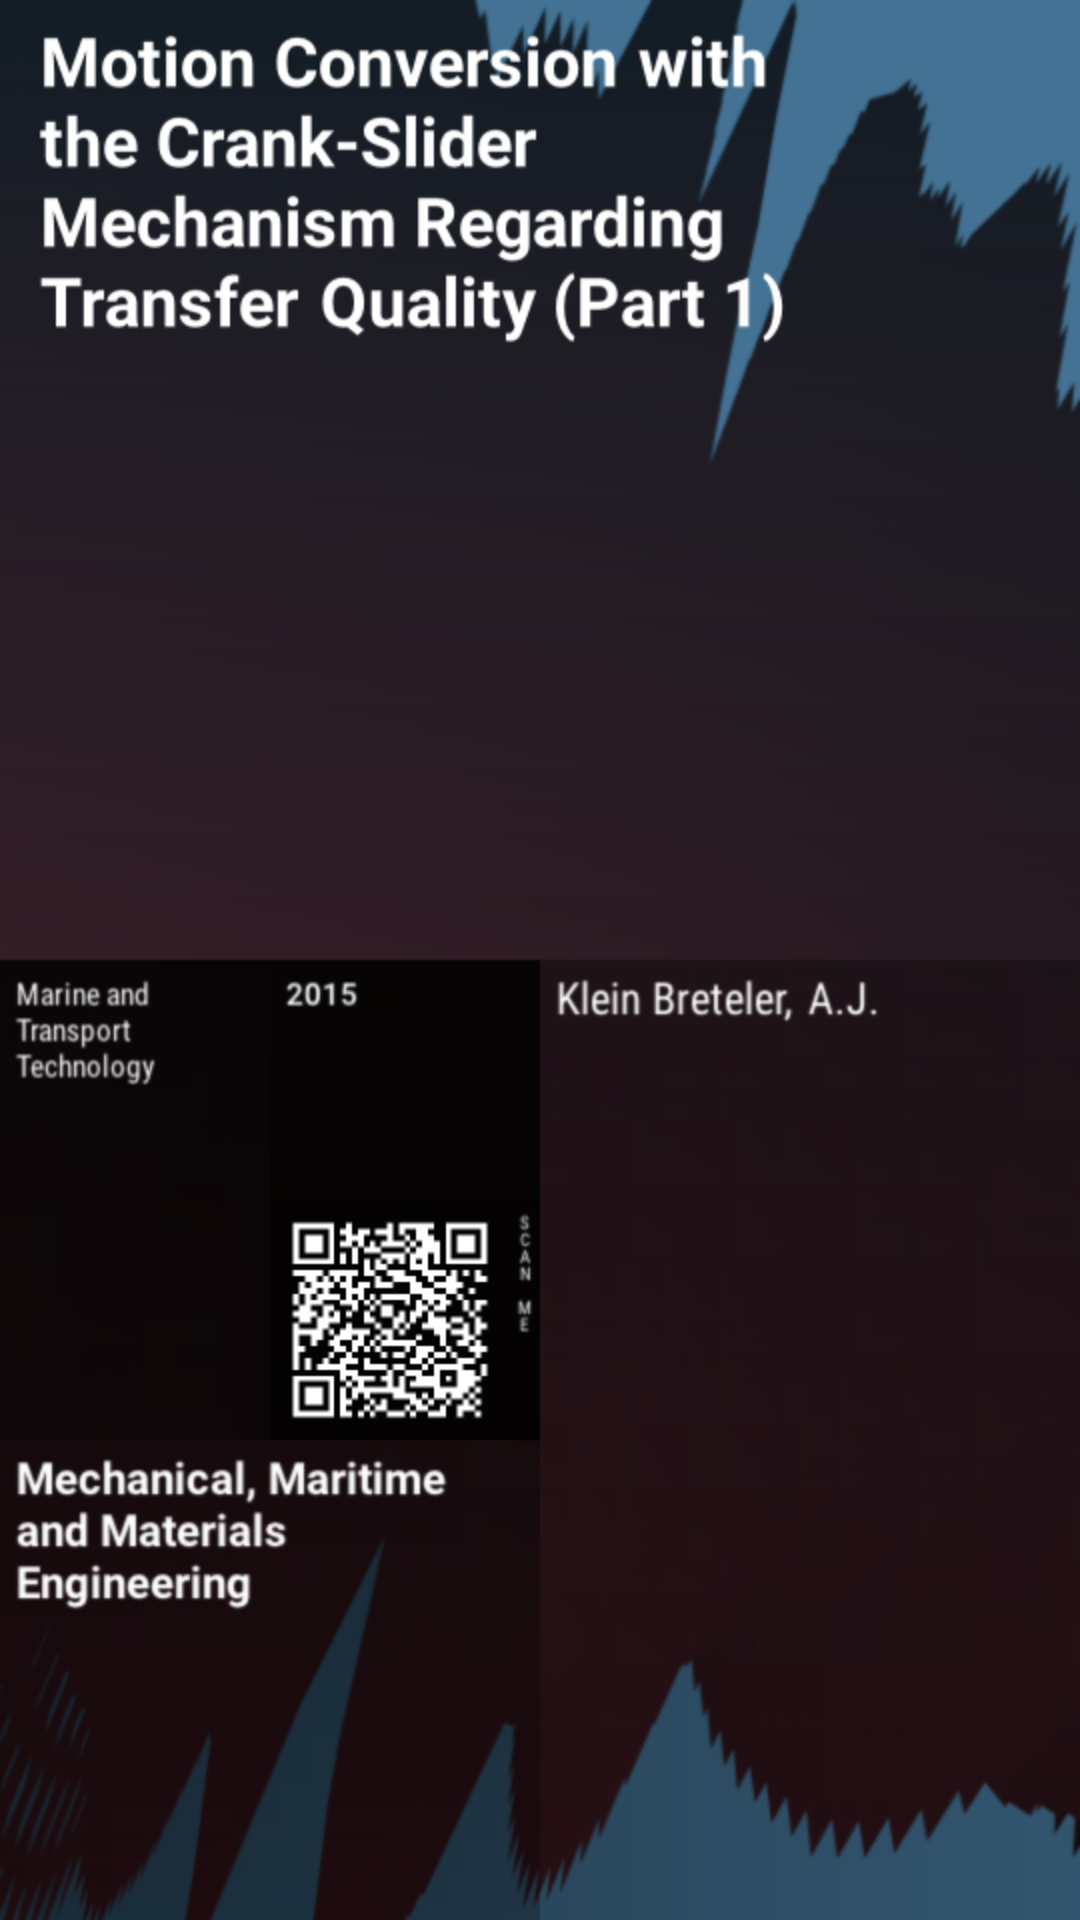 Motion Conversion with
the Crank-Slider
Mechanism Regarding
Transfer Quality (Part 1)
Marine and
Transport
Technology
2015
Klein Breteler, A.J.
SCAN ME
Mechanical, Maritime
and Materials
Engineering